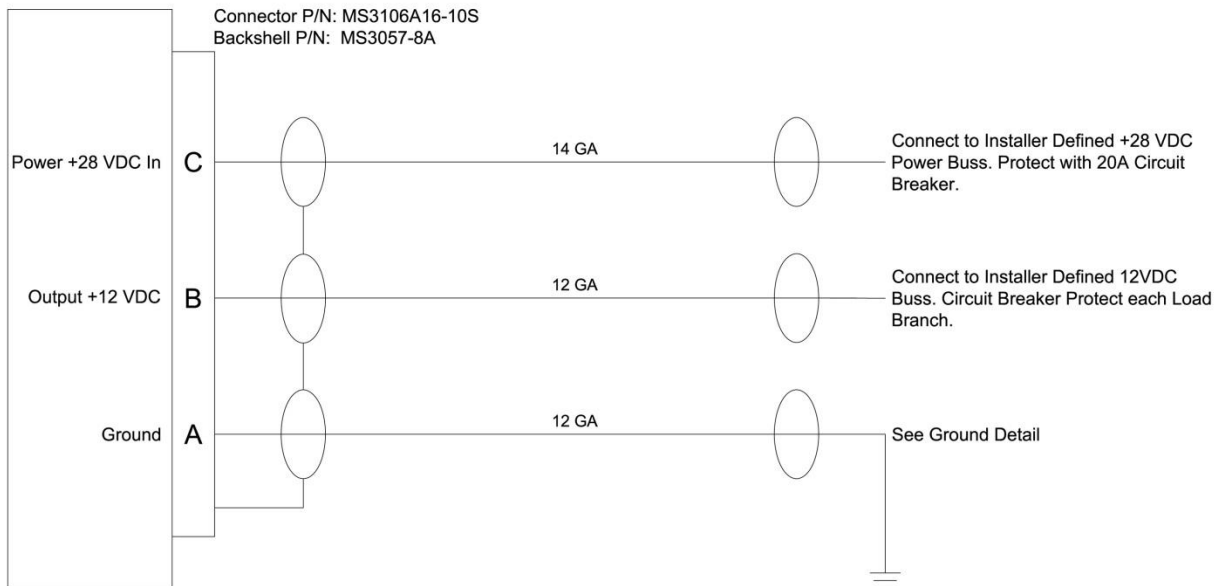 Connector P/N: MS3106A16-10S
Backshell P/N: MS3057-8A
Power +28 VDC In
C
14 GA
Connect to Installer Defined +28 VDC
Power Buss. Protect with 20A Circuit
Breaker.
Output +12 VDC
B
12 GA
Connect to Installer Defined 12VDC
Buss. Circuit Breaker Protect each Load
Branch.
Ground
A
12 GA
See Ground Detail